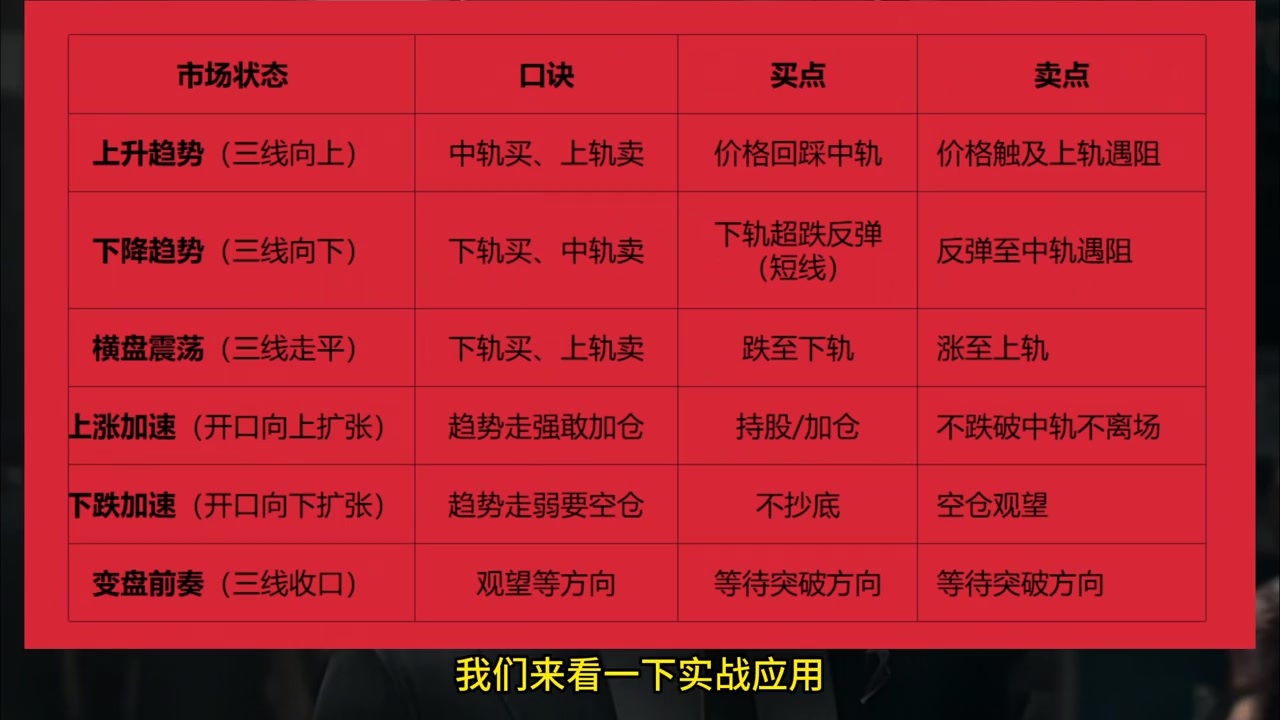 市场状态 口诀 买点 卖点
上升趋势（三线向上） 中轨买、上轨卖 价格回踩中轨 价格触及上轨遇阻
下降趋势（三线向下） 下轨买、中轨卖 下轨超跌反弹（短线） 反弹至中轨遇阻
横盘震荡（三线走平） 下轨买、上轨卖 跌至下轨 涨至上轨
上涨加速（开口向上扩张） 趋势走强敢加仓 持股/加仓 不跌破中轨不离场
下跌加速（开口向下扩张） 趋势走弱要空仓 不抄底 空仓观望
变盘前奏（三线收口） 观望等方向 等待突破方向 等待突破方向
我们来看一下实战应用